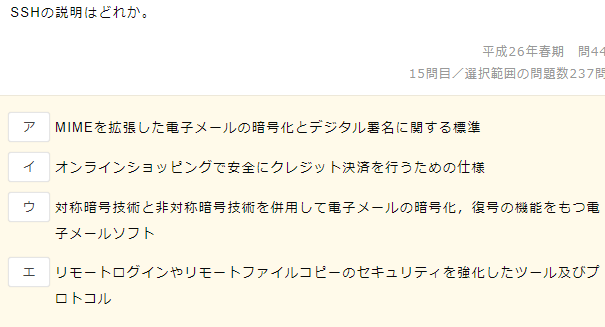 SSHの説明はどれか。
平成26年春期　問44
15問目／選択範囲の問題数237問
ア MIMEを拡張した電子メールの暗号化とデジタル署名に関する標準
イ オンラインショッピングで安全にクレジット決済を行うための仕様
ウ 対称暗号技術と非対称暗号技術を併用して電子メールの暗号化，復号の機能をもつ電
子メールソフト
エ リモートログインやリモートファイルコピーのセキュリティを強化したツール及びプ
ロトコル